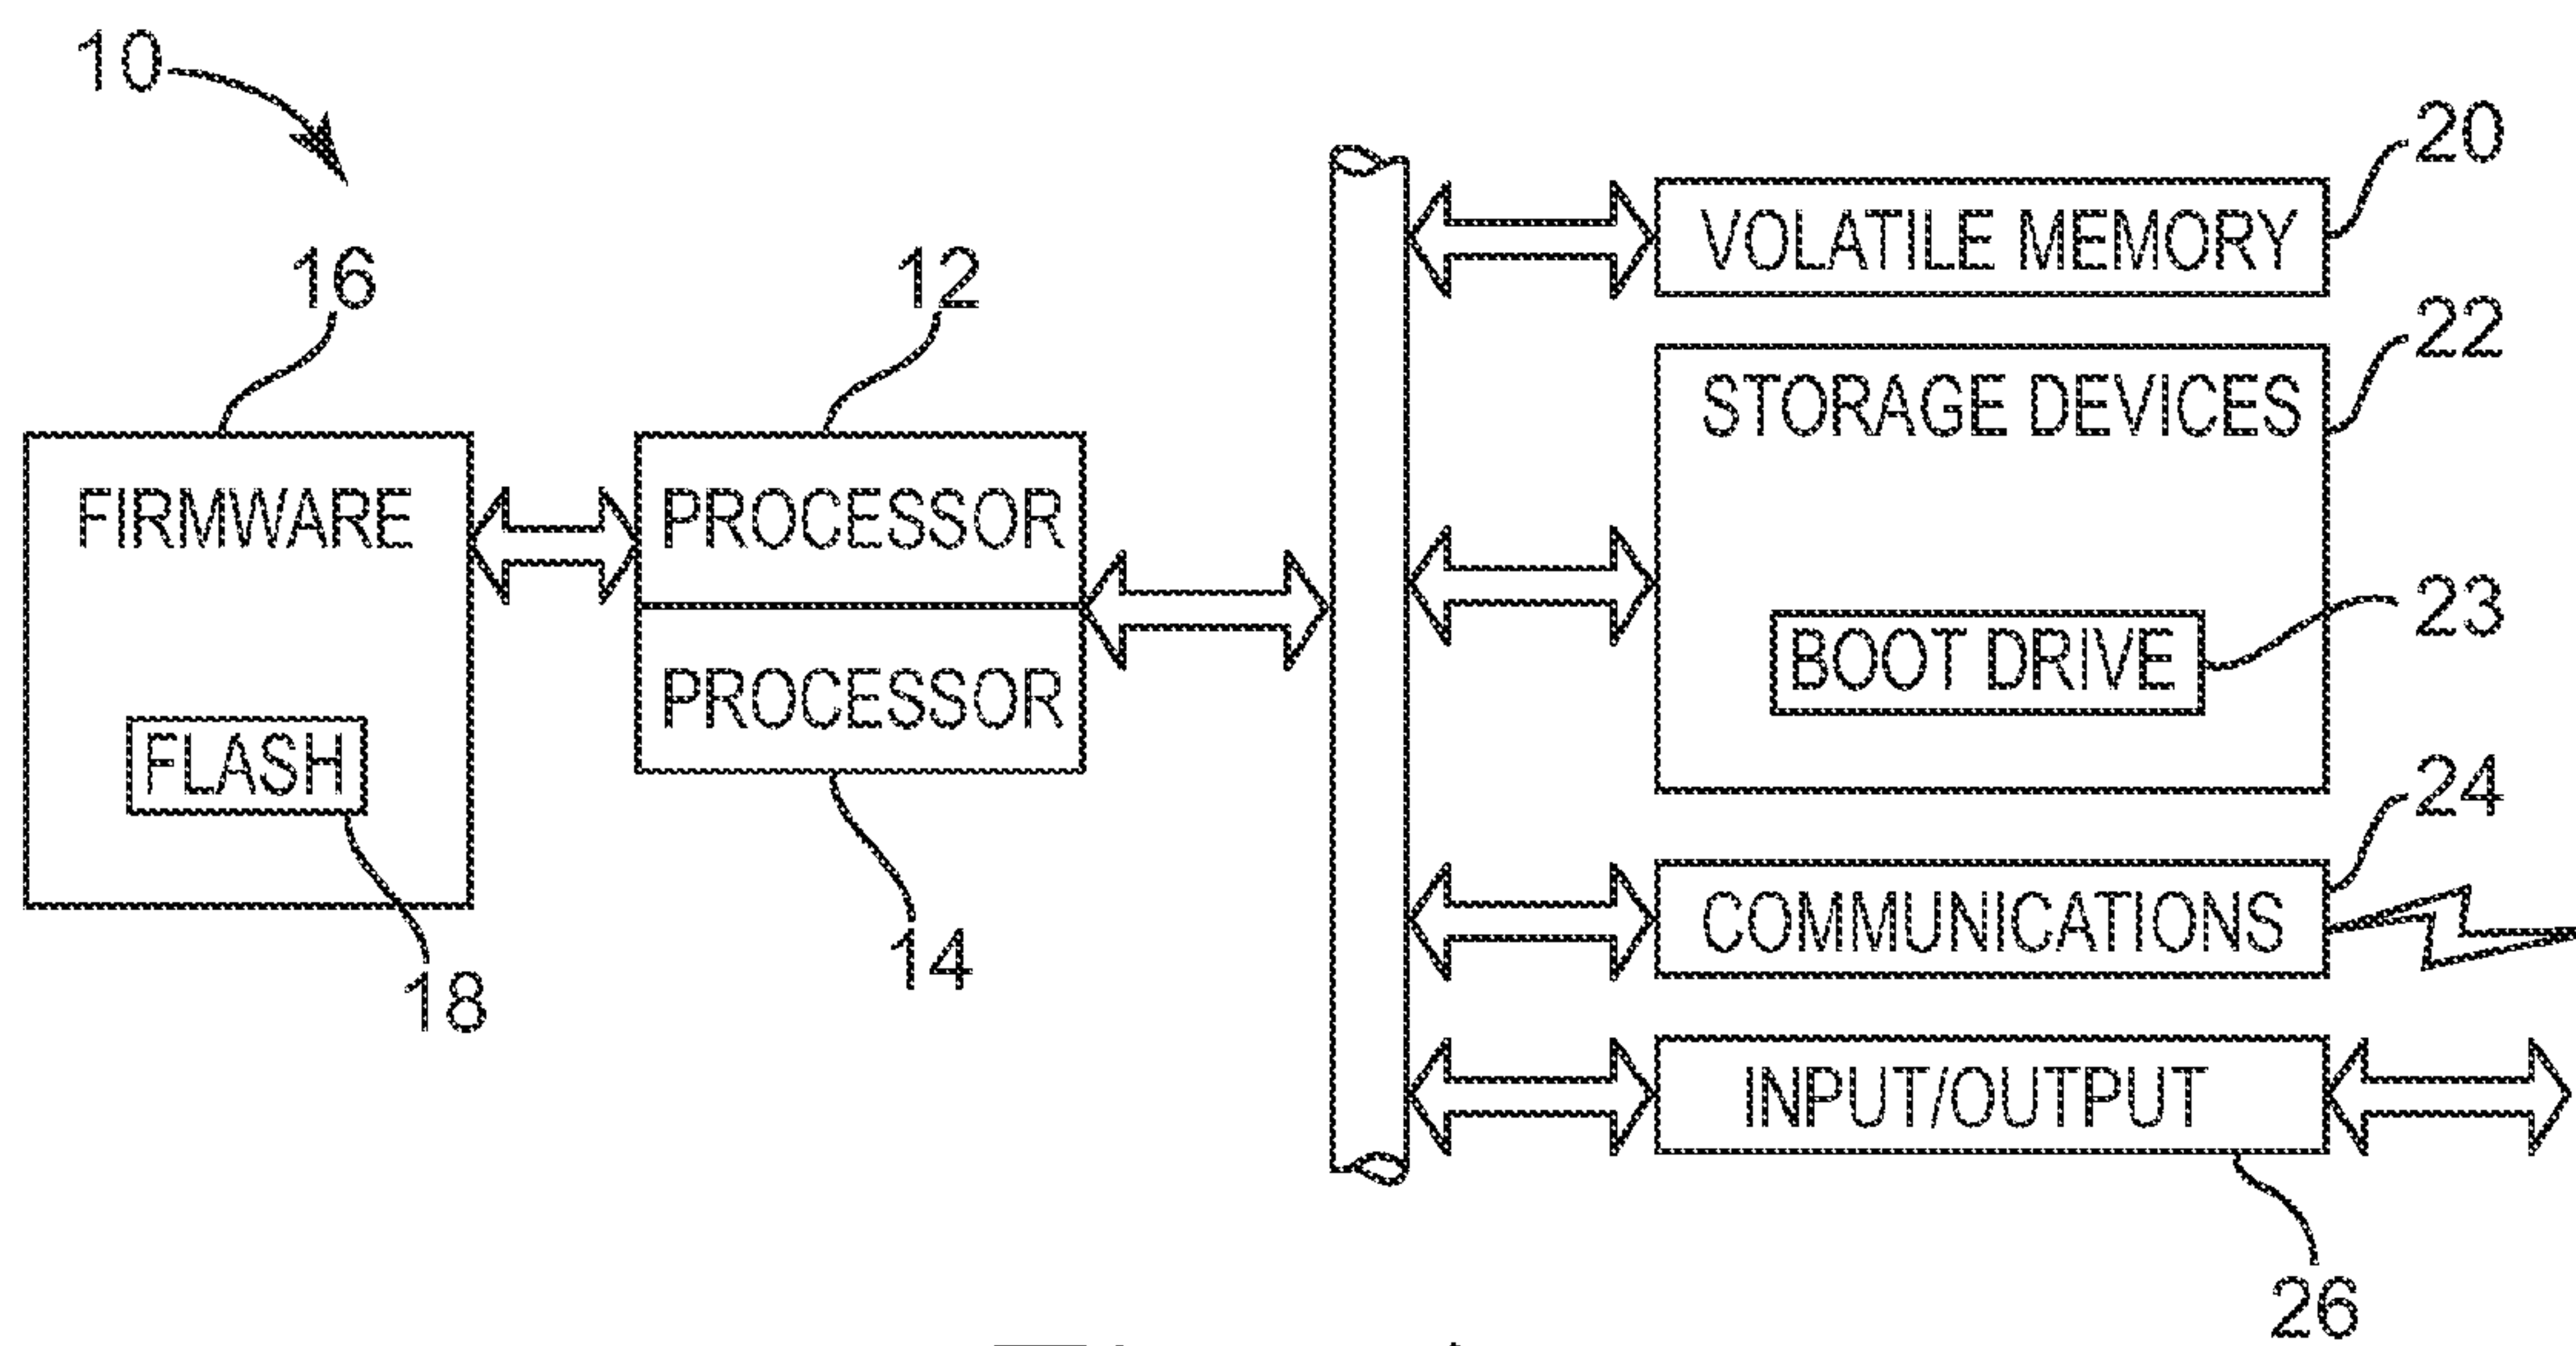 10
16
12
20
VOLATILE MEMORY
22
STORAGE DEVICES
FIRMWARE
PROCESSOR
23
BOOT DRIVE
PROCESSOR
FLASH
24
COMMUNICATIONS
14
18
INPUT/OUTPUT
26